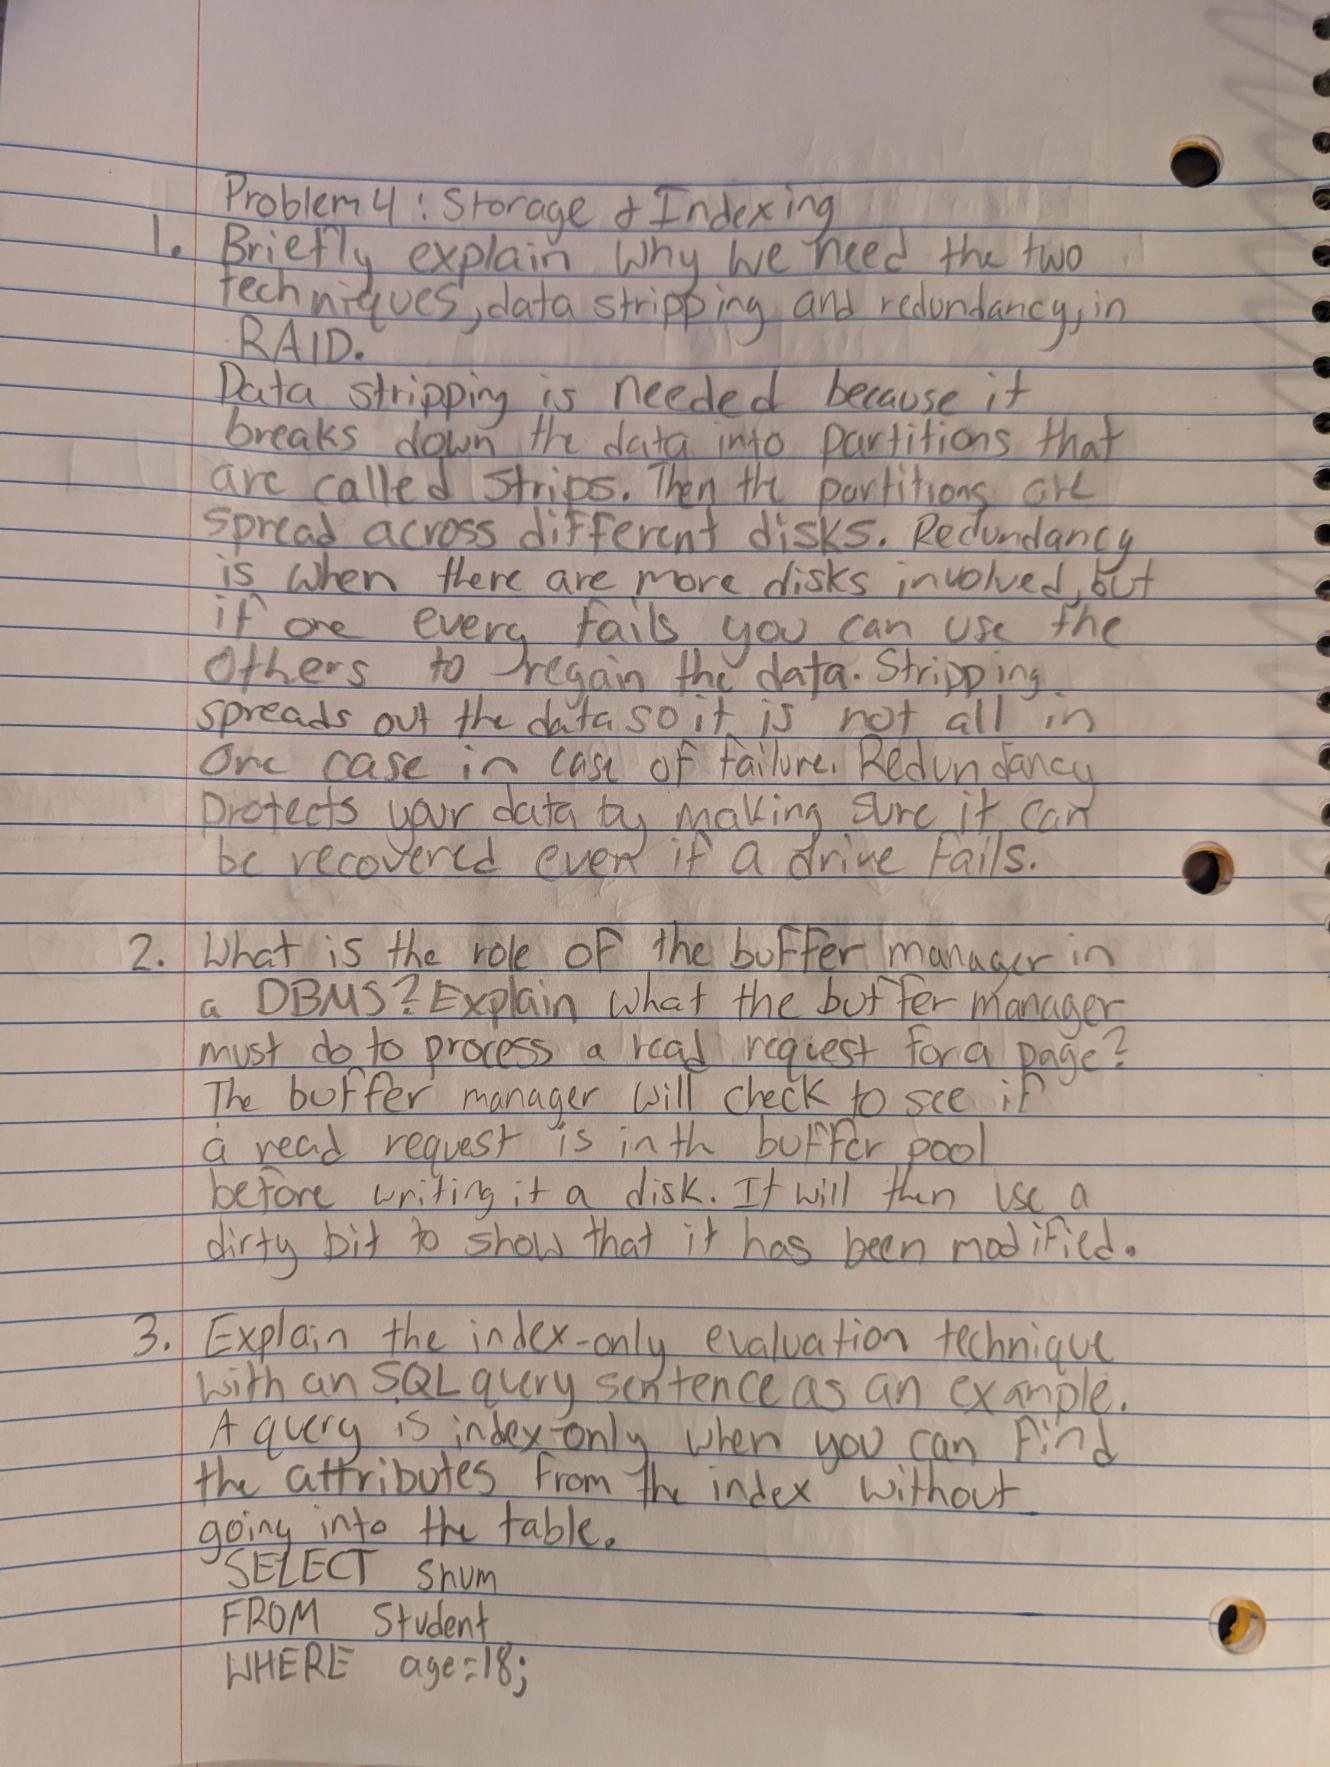 Problem 4: Storage & Indexing
1. Briefly explain why we need the two
techniques, data stripping and redundancy, in
RAID.
Data stripping is needed because it
breaks down the data into partitions that
are called strips. Then the partitions are
spread across different disks. Redundancy
is when there are more disks involved, but
if one every fails you can use the
others to regain the data. Stripping
spreads out the data so it is not all in
one case in case of failure. Redundancy
protects your data by making sure it can
be recovered even if a drive fails.
2. What is the role of the buffer manager in
a DBMS? Explain what the buffer manager
must do to process a read request for a page?
The buffer manager will check to see if
a read request is in th buffer pool
before writing it a disk. It will then use a
dirty bit to show that it has been modified.
3. Explain the index-only evaluation technique
with an SQL query sentence as an example.
A query is index-only when you can find
the attributes from the index without
going into the table.
SELECT snum
FROM Student
WHERE age=18;